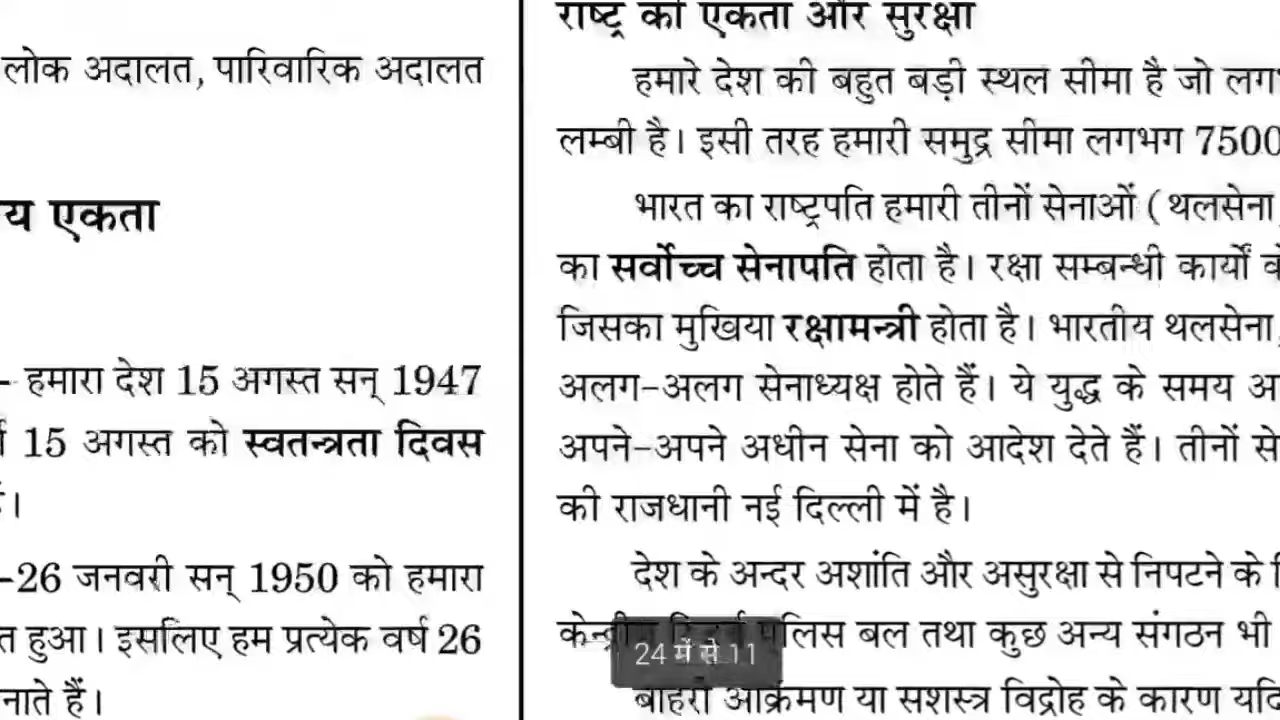 लोक अदालत, पारिवारिक अदालत
य एकता
- हमारा देश 15 अगस्त सन् 1947
15 अगस्त को स्वतन्त्रता दिवस
है।
-26 जनवरी सन् 1950 को हमारा
त हुआ। इसलिए हम प्रत्येक वर्ष 26
नाते हैं।
राष्ट्र की एकता और सुरक्षा
हमारे देश की बहुत बड़ी स्थल सीमा है जो लग
लम्बी है। इसी तरह हमारी समुद्र सीमा लगभग 7500
भारत का राष्ट्रपति हमारी तीनों सेनाओं (थलसेना,
का सर्वोच्च सेनापति होता है। रक्षा सम्बन्धी कार्यों
जिसका मुखिया रक्षामन्त्री होता है। भारतीय थलसेना,
अलग-अलग सेनाध्यक्ष होते हैं। ये युद्ध के समय अ
अपने-अपने अधीन सेना को आदेश देते हैं। तीनों से
की राजधानी नई दिल्ली में है।
देश के अन्दर अशांति और असुरक्षा से निपटने के
पुलिस बल तथा कुछ अन्य संगठन भी
24 में से 11
बाहरी आक्रमण या सशस्त्र विद्रोह के कारण यदि